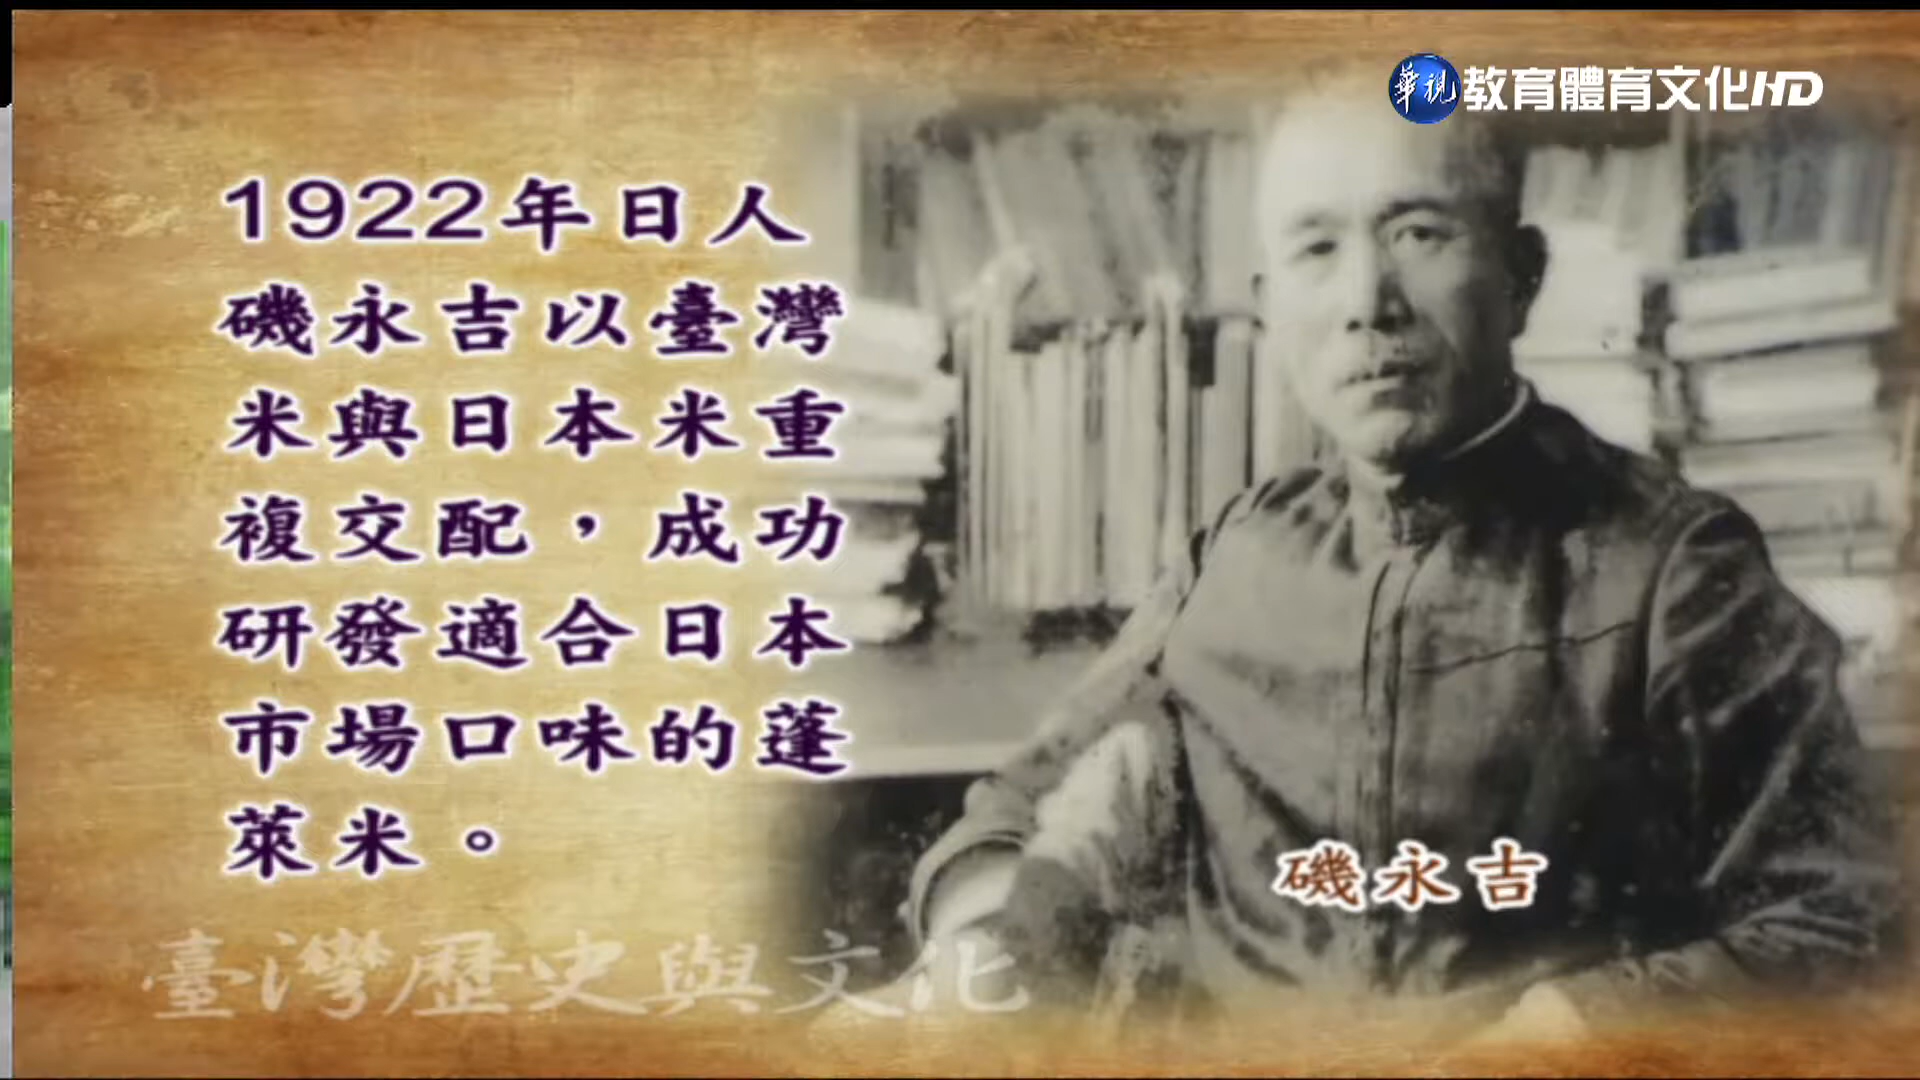 華視 教育體育文化HD
1922年日人
磯永吉以臺灣
米與日本米重
複交配，成功
研發適合日本
市場口味的蓬
萊米。
磯永吉
臺灣歷史與文化